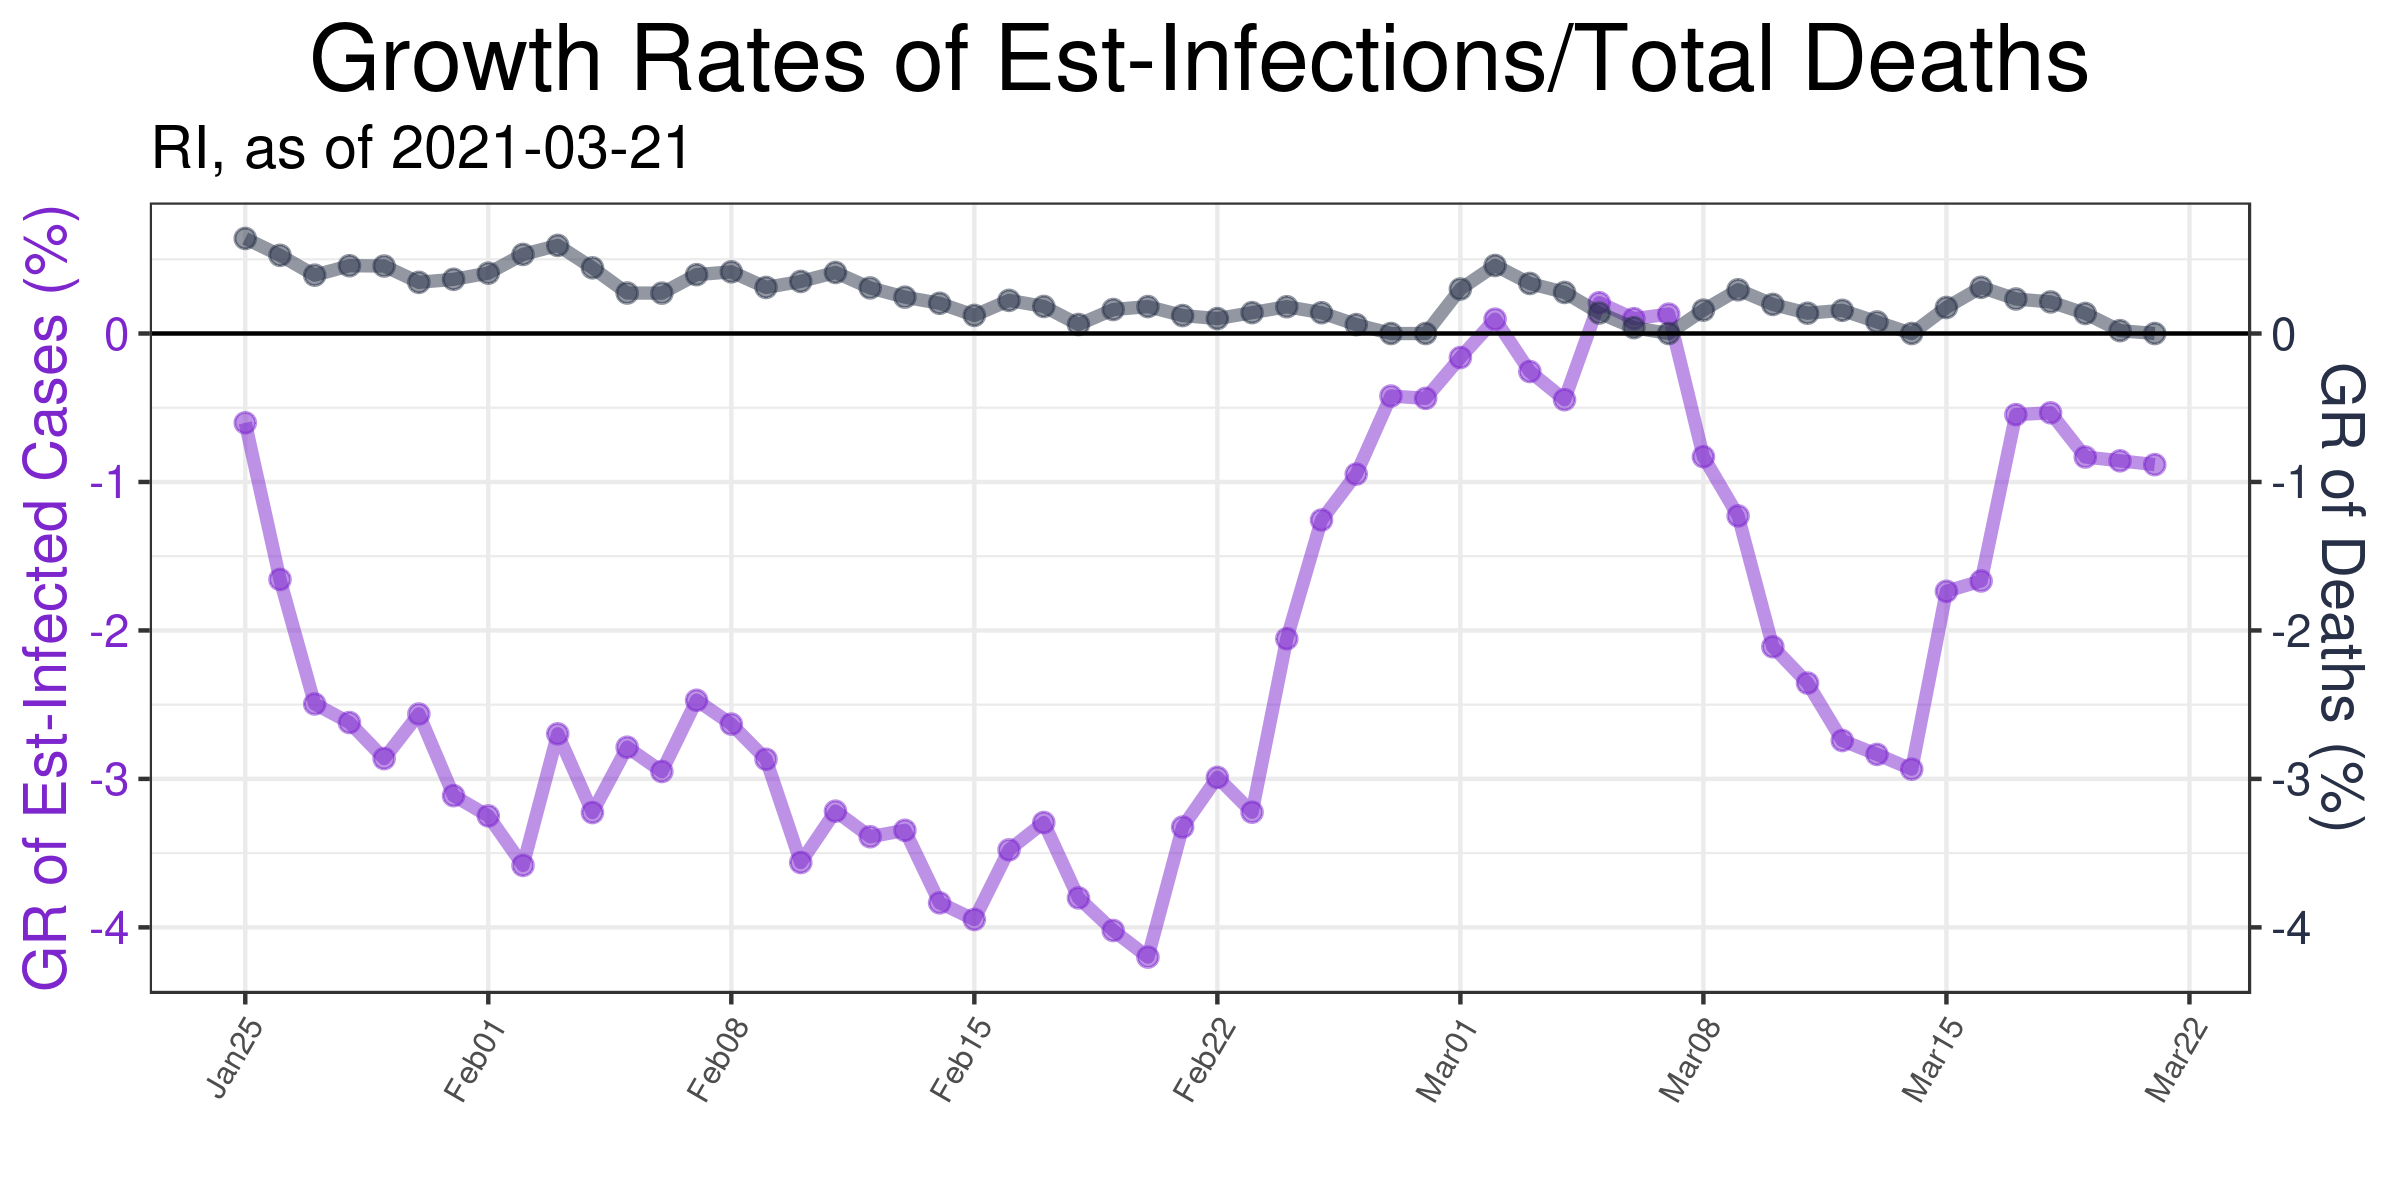 Growth Rates of Est-Infections/Total Deaths
RI, as of 2021-03-21
GR of Est-Infected Cases (%)
0
-1
-2
-3
-4
0
-1
-2
-3
-4
GR of Deaths (%)
Jan25
Feb01
Feb08
Feb15
Feb22
Mar01
Mar08
Mar15
Mar22